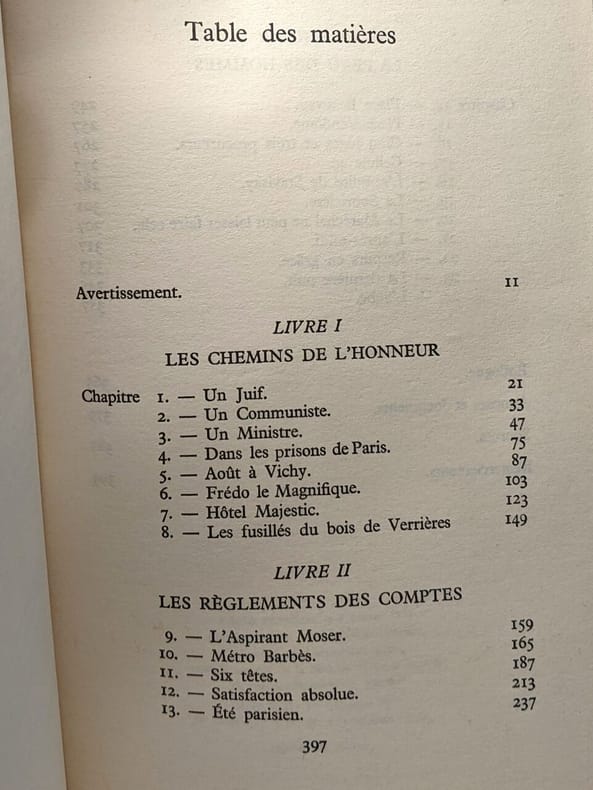 Table des matières
Avertissement. 11
LIVRE I
LES CHEMINS DE L'HONNEUR
Chapitre 1. — Un Juif. 21
2. — Un Communiste. 33
3. — Un Ministre. 47
4. — Dans les prisons de Paris. 75
5. — Août à Vichy. 87
6. — Frédo le Magnifique. 103
7. — Hôtel Majestic. 123
8. — Les fusillés du bois de Verrières 149
LIVRE II
LES RÈGLEMENTS DES COMPTES
9. — L'Aspirant Moser. 159
10. — Métro Barbès. 165
11. — Six têtes. 187
12. — Satisfaction absolue. 213
13. — Été parisien. 237
397